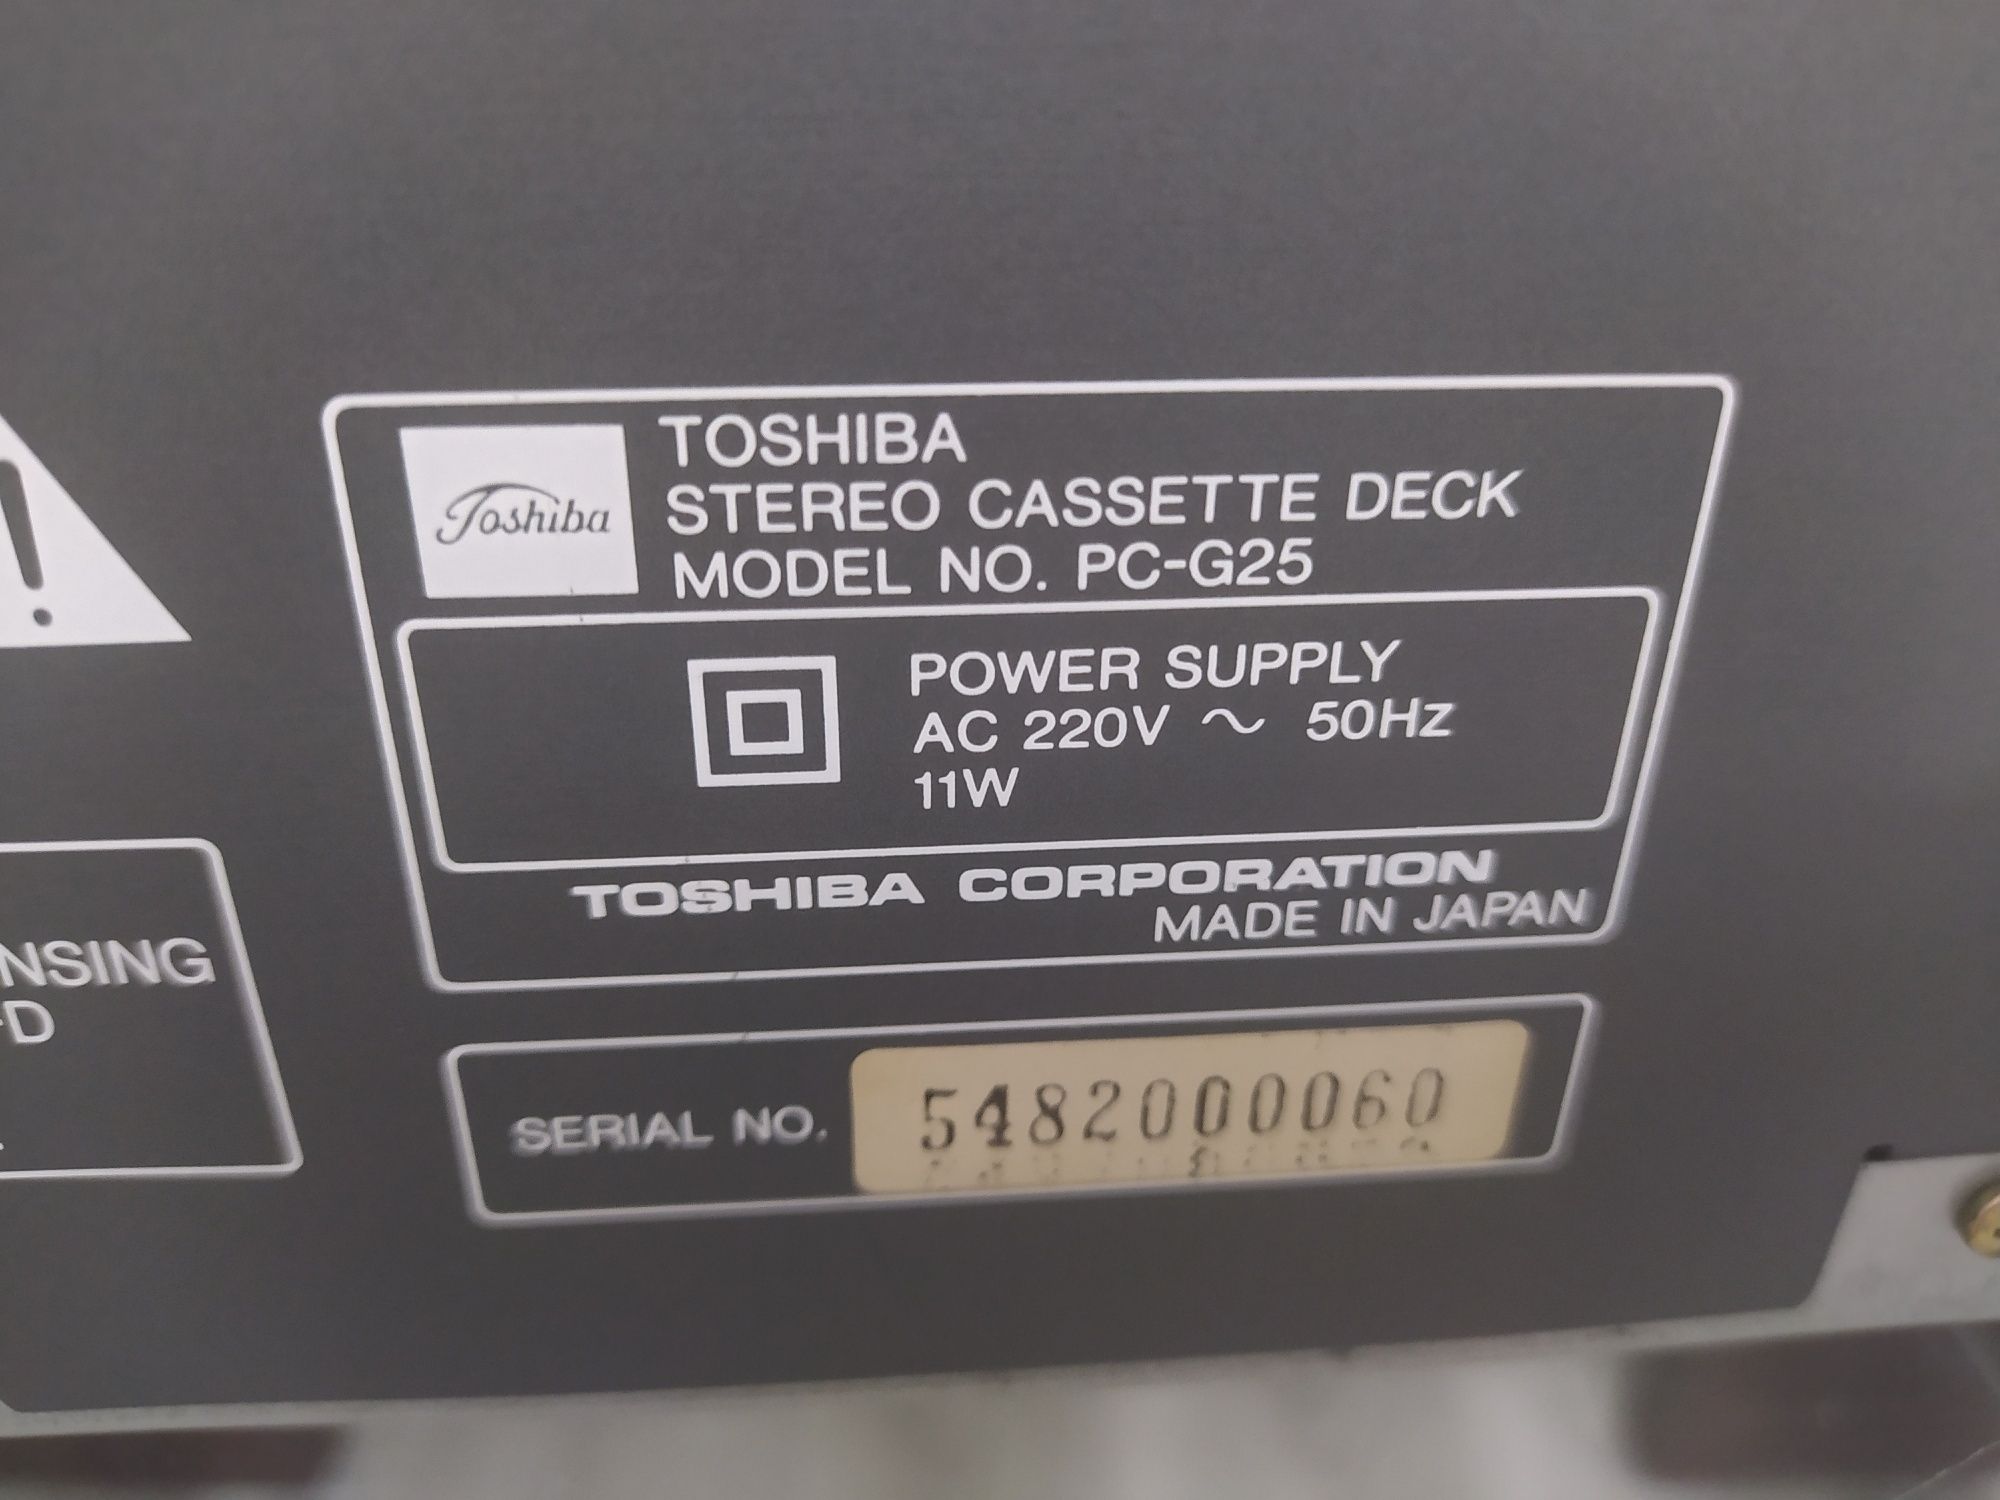 Toshiba
TOSHIBA
STEREO CASSETTE DECK
MODEL NO. PC-G25
POWER SUPPLY
AC 220V ~ 50Hz
11W
TOSHIBA CORPORATION
MADE IN JAPAN
NSING
-D
SERIAL NO. 5482000060